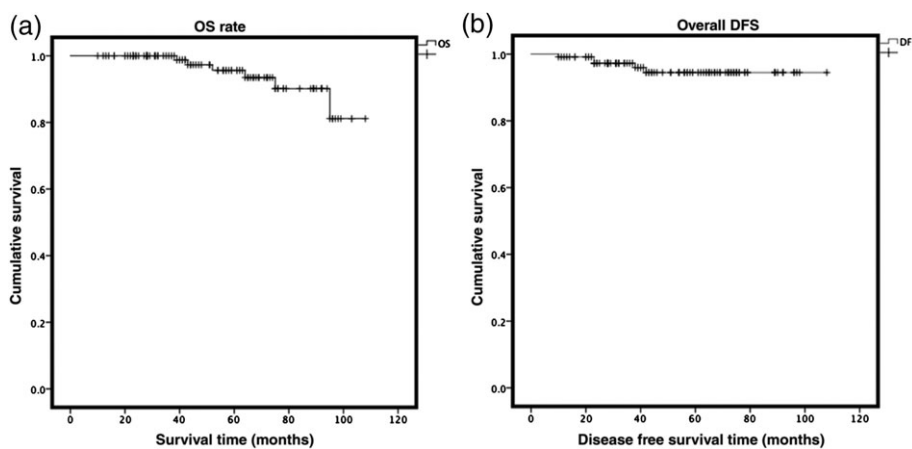 (a)
OS rate
OS
1.0
0.8
0.6
0.4
0.2
0.0
Cumulative survival
0 20 40 60 80 100 120
Survival time (months)
(b)
Overall DFS
DF
1.0
0.8
0.6
0.4
0.2
0.0
Cumulative survival
0 20 40 60 80 100 120
Disease free survival time (months)